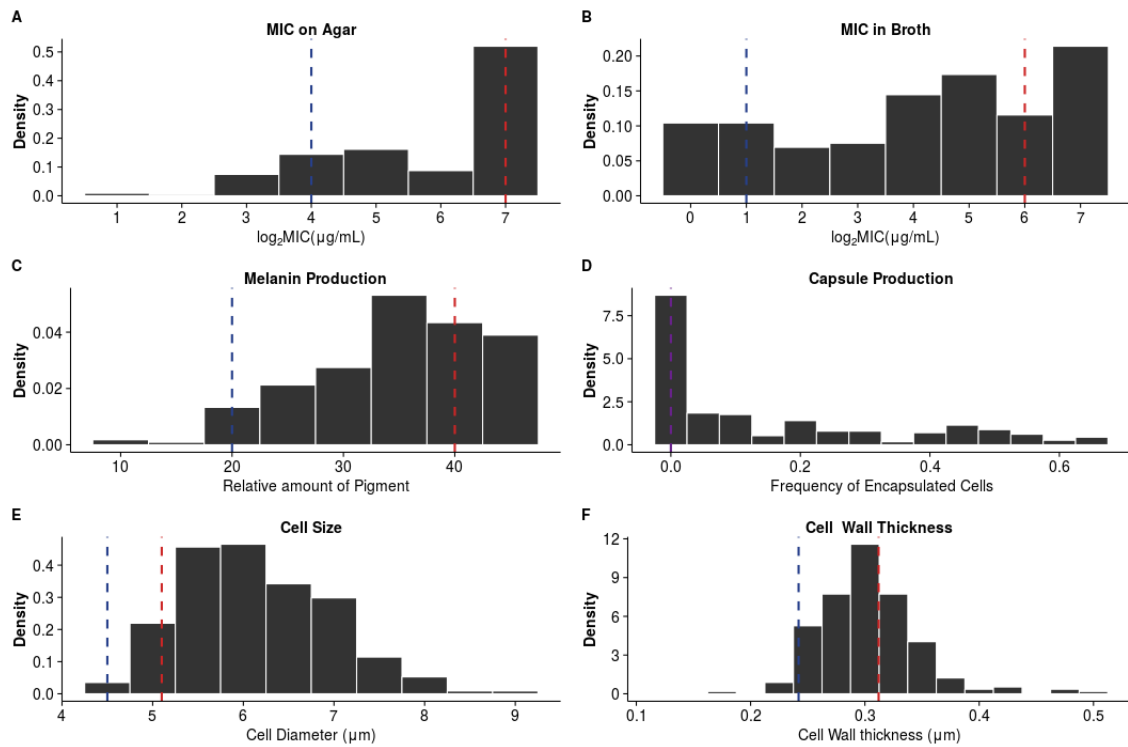 A
MIC on Agar
Density
0.5
0.4
0.3
0.2
0.1
0.0
1 2 3 4 5 6 7
log₂MIC(µg/mL)
B
MIC in Broth
Density
0.20
0.15
0.10
0.05
0.00
0 1 2 3 4 5 6 7
log₂MIC(µg/mL)
C
Melanin Production
Density
0.04
0.02
0.00
10 20 30 40
Relative amount of Pigment
D
Capsule Production
Density
7.5
5.0
2.5
0.0
0.0 0.2 0.4 0.6
Frequency of Encapsulated Cells
E
Cell Size
Density
0.4
0.3
0.2
0.1
0.0
4 5 6 7 8 9
Cell Diameter (µm)
F
Cell  Wall Thickness
Density
12
9
6
3
0
0.1 0.2 0.3 0.4 0.5
Cell Wall thickness (µm)